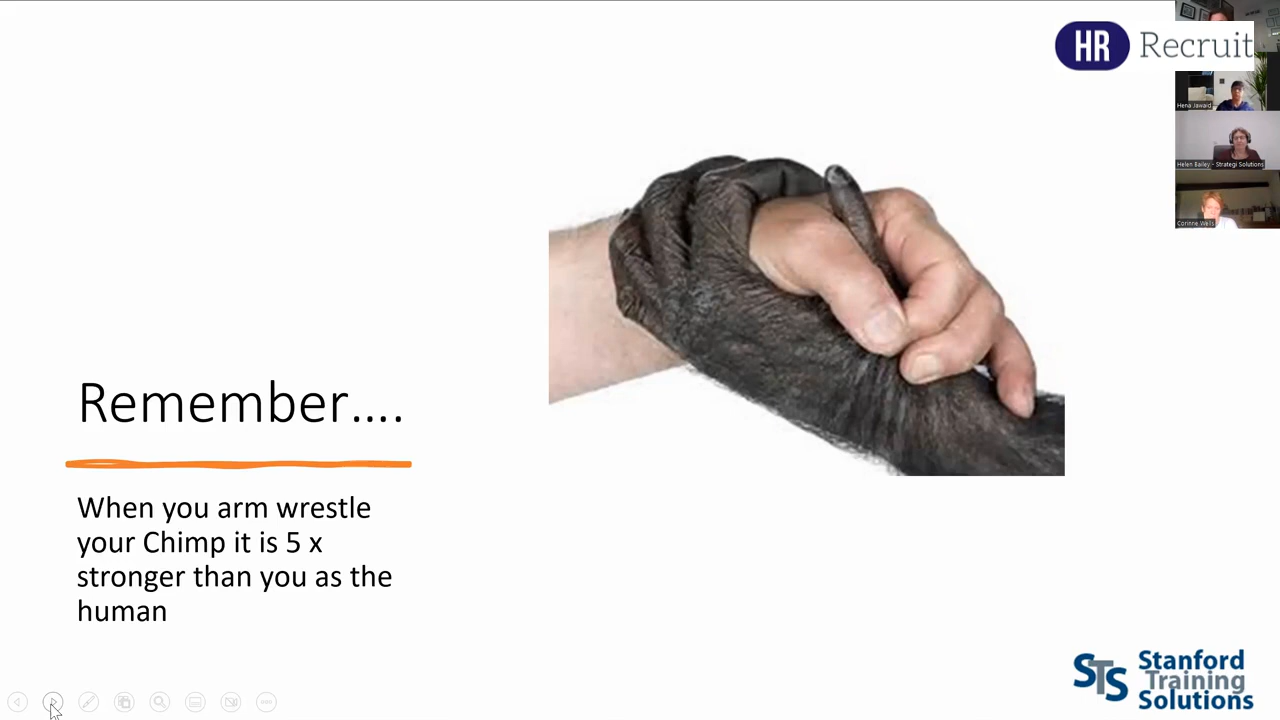 HR Recruit
Hena Jawaid
Helen Bailey - Strategi Solutions
Corinne Wells
Remember....
When you arm wrestle
your Chimp it is 5 x
stronger than you as the
human
STS
Stanford
Training
Solutions